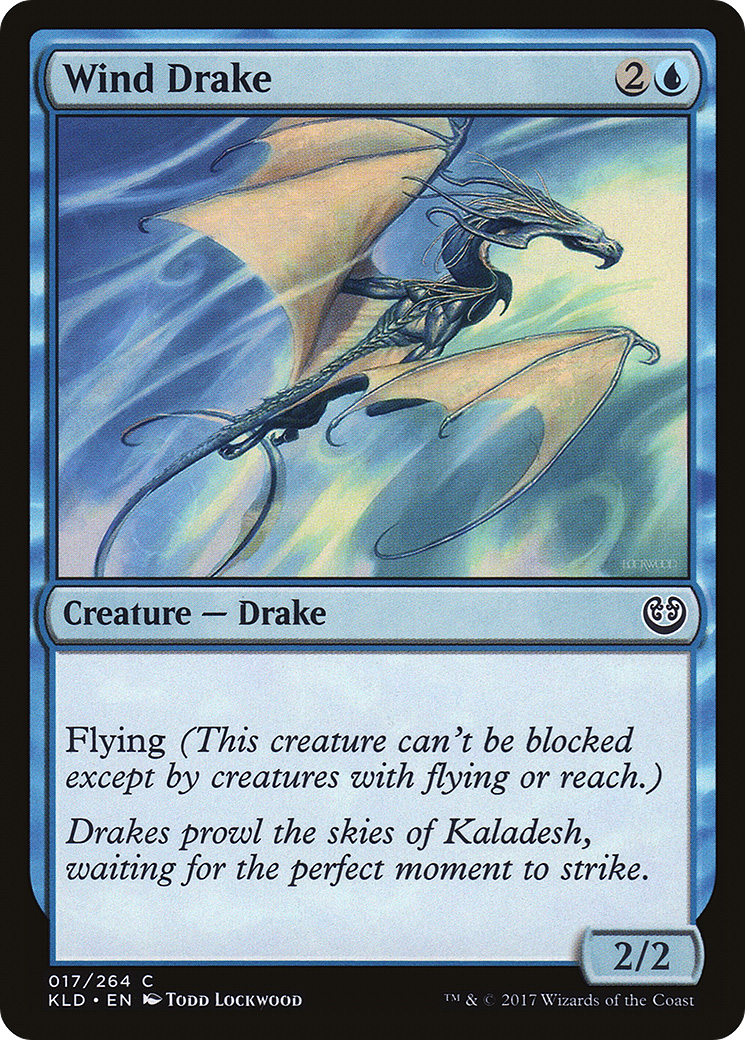 Wind Drake 2
LOCKWOOD
Creature — Drake
Flying (This creature can't be blocked
except by creatures with flying or reach.)
Drakes prowl the skies of Kaladesh,
waiting for the perfect moment to strike.
2/2
017/264 C
KLD • EN Todd Lockwood
™ & © 2017 Wizards of the Coast